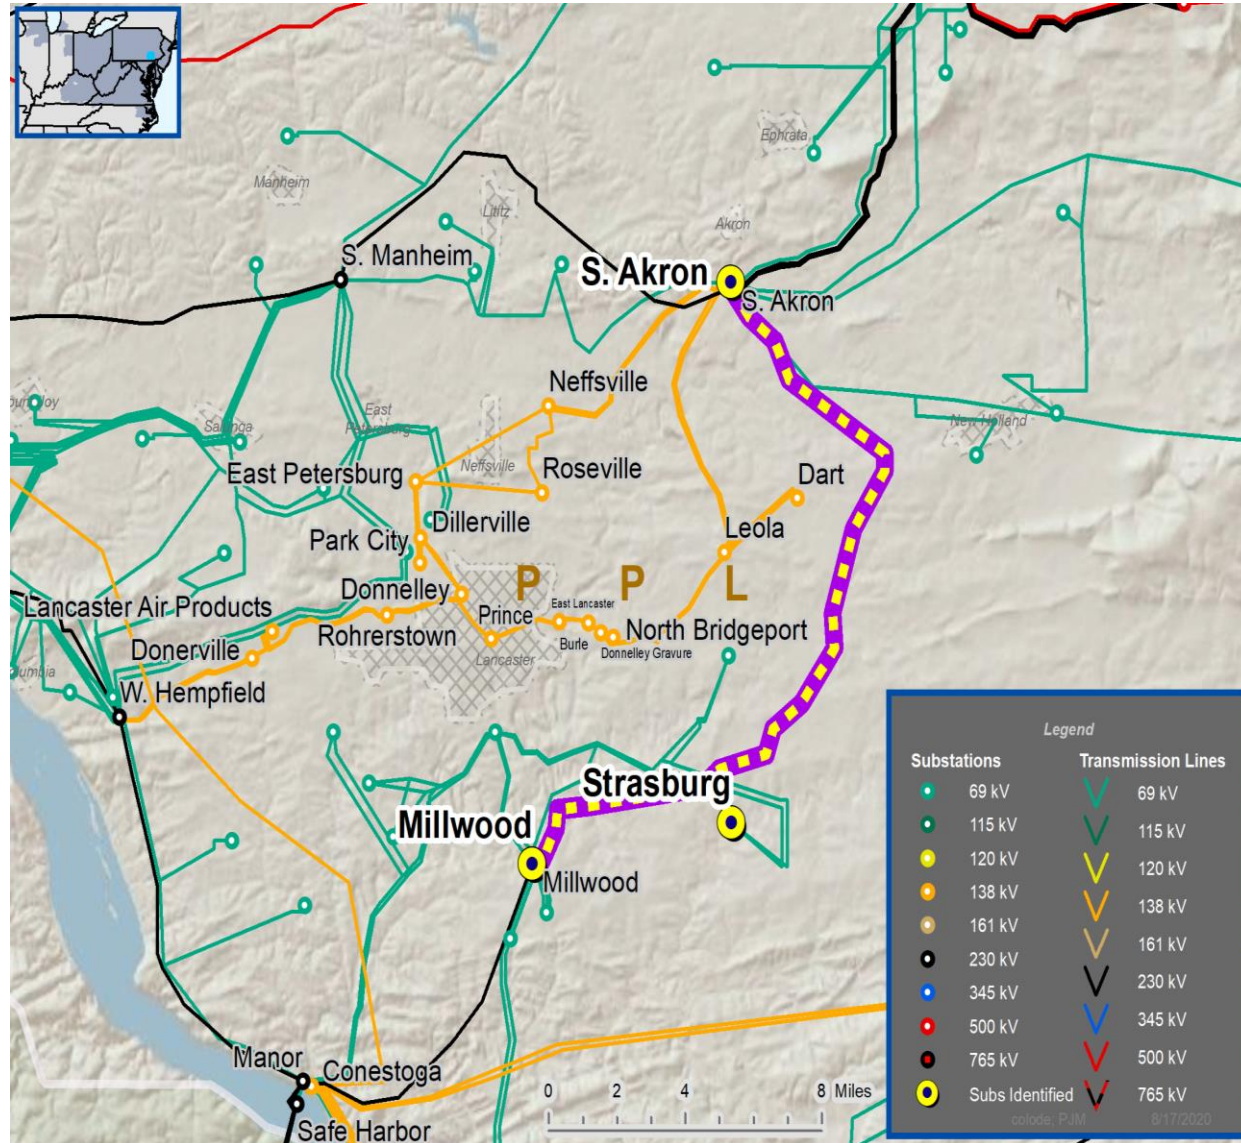 Ephrata
Manheim
Lititz
Akron
S. Manheim
S. Akron
S. Akron
Neffsville
East
Petersburg
New Holland
East Petersburg
Neffsville
Roseville
Dart
Dillerville
Park City
Leola
P P L
Donnelley
Lancaster Air Products
Prince
East Lancaster
Rohrerstown
Burle
North Bridgeport
Donnelley Gravure
Donerville
Lancaster
W. Hempfield
Strasburg
Millwood
Millwood
Manor
Conestoga
Safe Harbor
0 2 4 8 Miles
Legend
Substations Transmission Lines
69 kV 69 kV
115 kV 115 kV
120 kV 120 kV
138 kV 138 kV
161 kV 161 kV
230 kV 230 kV
345 kV 345 kV
500 kV 500 kV
765 kV 765 kV
Subs Identified
colode, PJM 8/17/2020